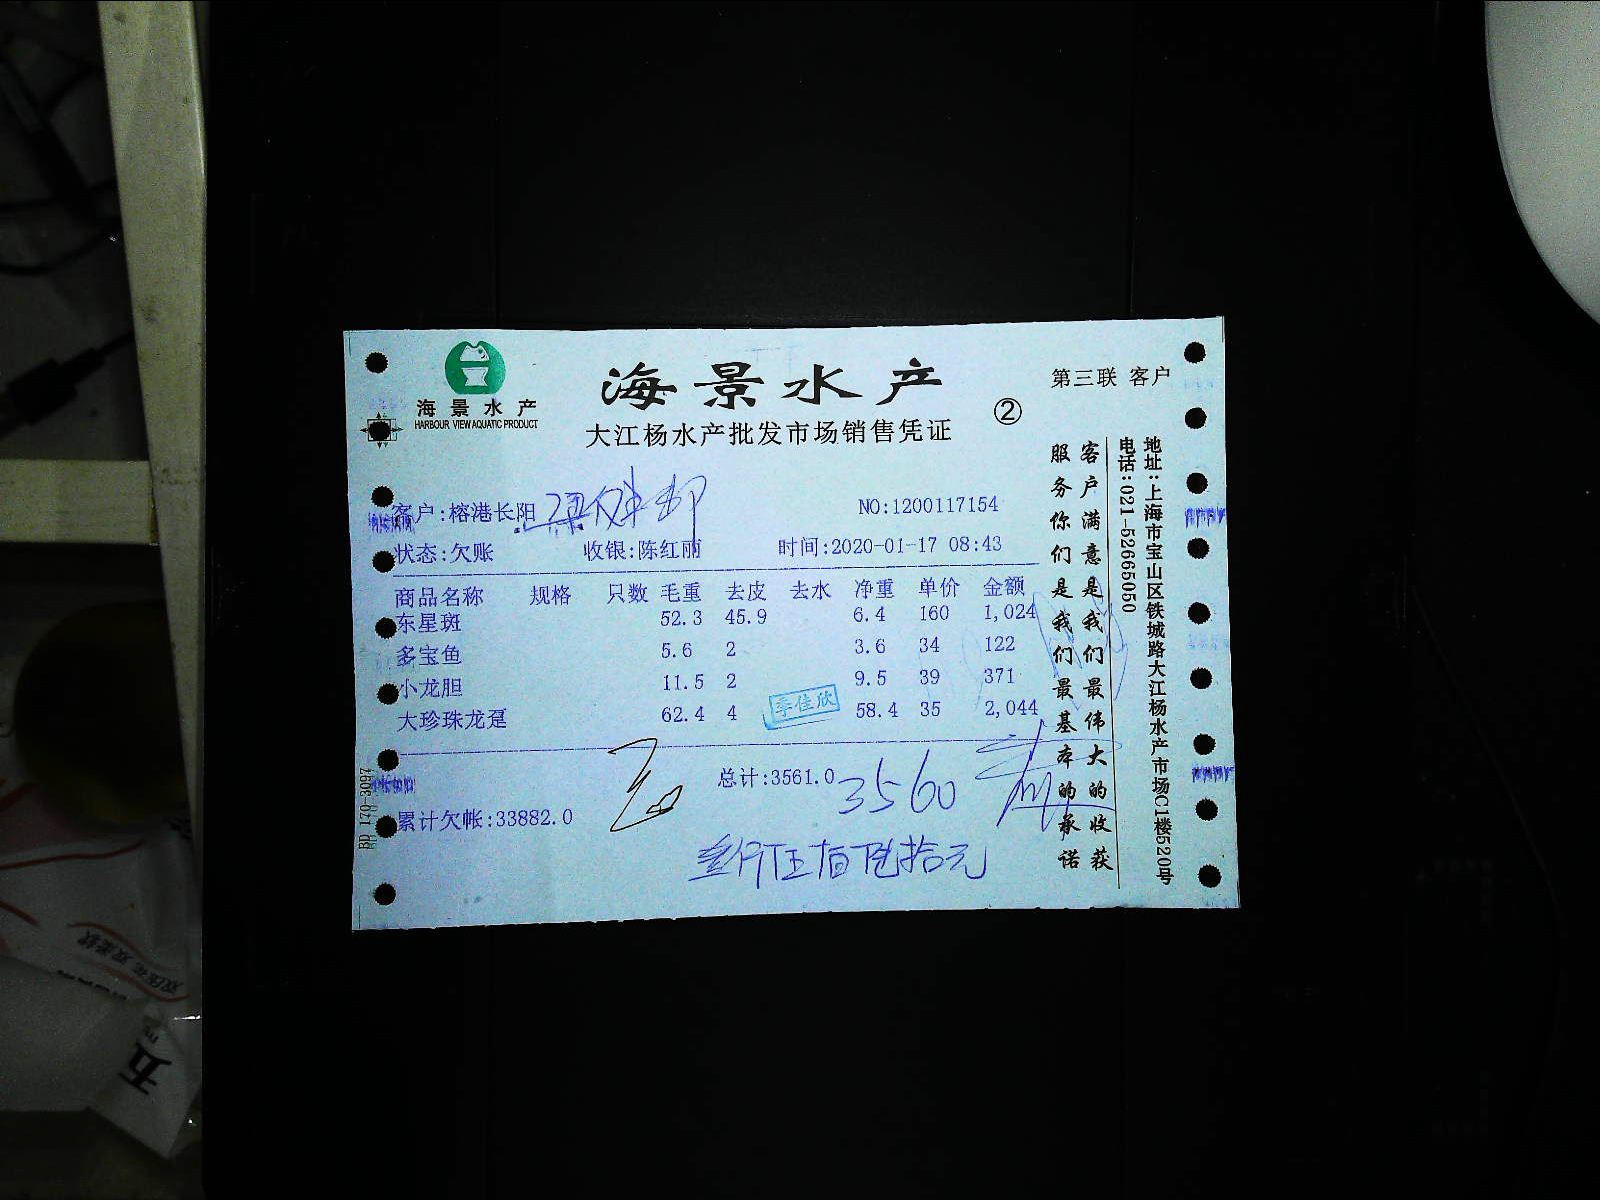 海景水产
HARBOUR VIEW AQUATIC PRODUCT
海景水产
大江杨水产批发市场销售凭证
②
第三联 客户
客户:榕港长阳
NO:1200117154
状态:欠账 收银:陈红丽 时间:2020-01-17 08:43
商品名称 规格 只数 毛重 去皮 去水 净重 单价 金额
东星斑 52.3 45.9 6.4 160 1,024
多宝鱼 5.6 2 3.6 34 122
小龙胆 11.5 2 9.5 39 371
大珍珠龙趸 62.4 4 58.4 35 2,044
季佳欣
总计:3561.0
3560
累计欠帐:33882.0
客户满意是我们最伟大的收获
服务你们是我们最基本的承诺
地址:上海市宝山区铁城路大江杨水产市场C1楼520号
电话:021-52665050
BD 170-3097
五